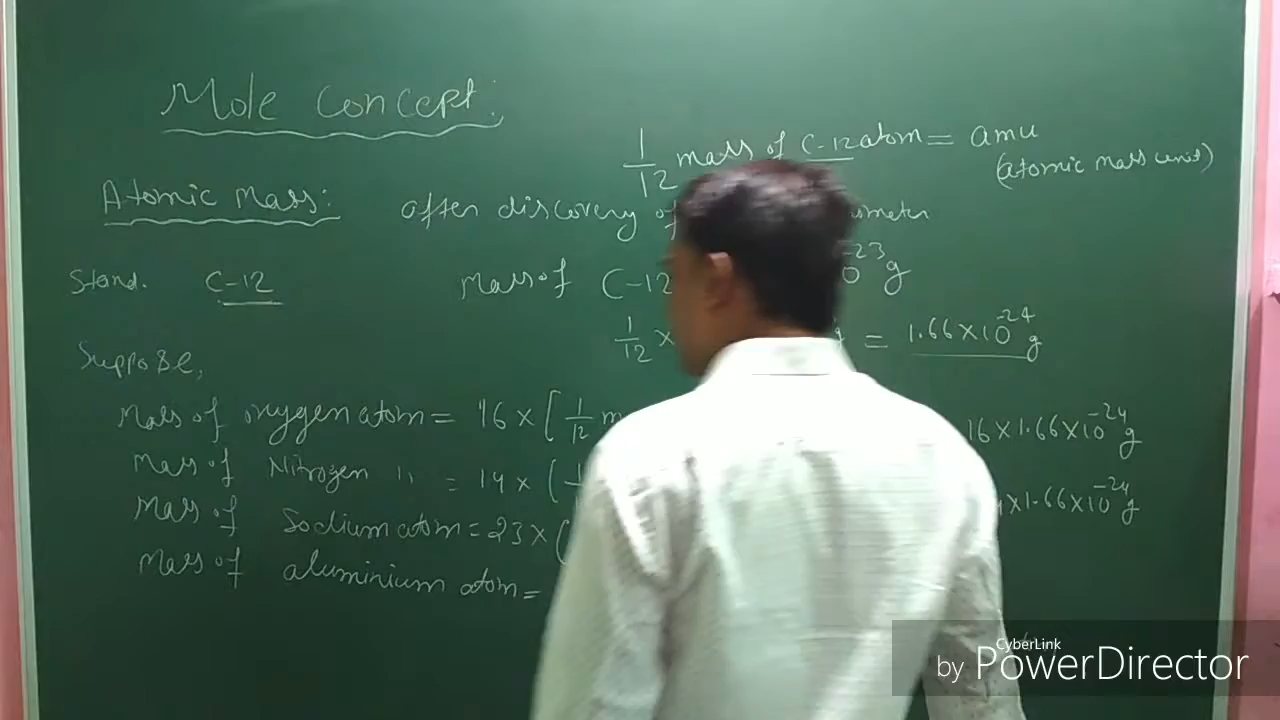 Mole Concept:
1/12 mass of C-12 atom = amu
(atomic mass unit)
Atomic Mass: after discovery of
Stand. C-12 Mass of C-12 23 g
1/12 × = 1.66×10^-24 g
Suppose,
Mass of oxygen atom = 16 × [1/12 m 16×1.66×10^-24 g
Mass of Nitrogen " = 14 × ( ×1.66×10^-24 g
Mass of Sodium atom = 23 × (
Mass of aluminium atom =
CyberLink
by PowerDirector